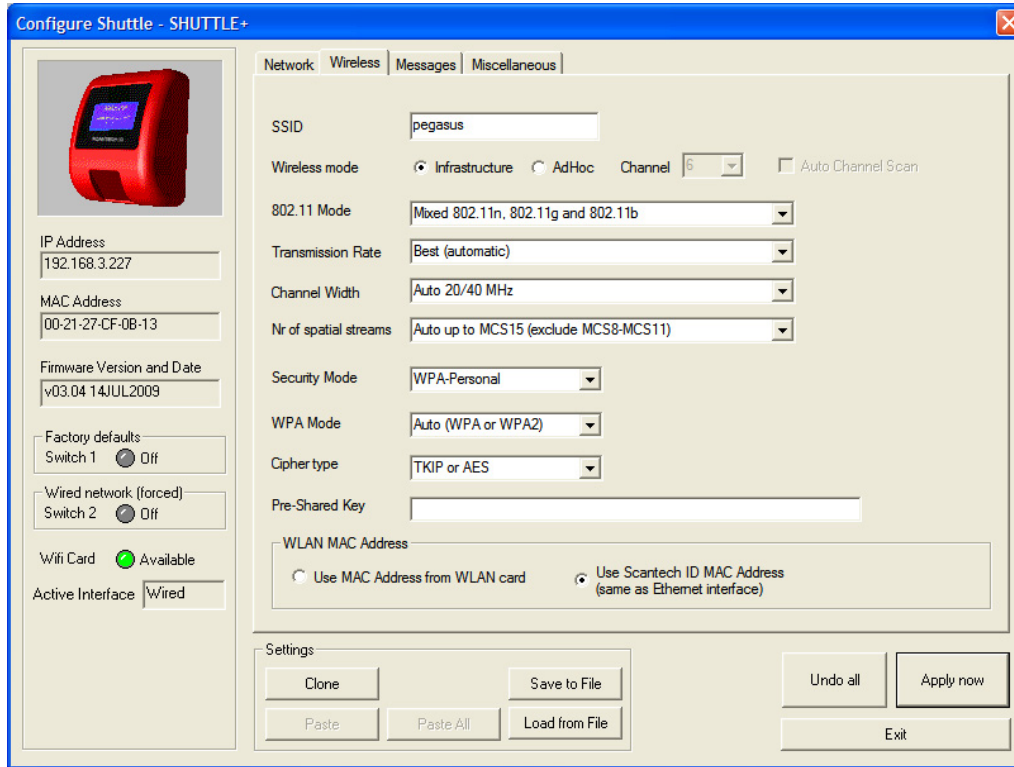 Configure Shuttle - SHUTTLE+
IP Address
192.168.3.227
MAC Address
00-21-27-CF-0B-13
Firmware Version and Date
v03.04 14JUL2009
Factory defaults
Switch 1 Off
Wired network (forced)
Switch 2 Off
Wifi Card Available
Active Interface Wired
Network Wireless Messages Miscellaneous
SSID pegasus
Wireless mode Infrastructure AdHoc Channel 6 Auto Channel Scan
802.11 Mode Mixed 802.11n, 802.11g and 802.11b
Transmission Rate Best (automatic)
Channel Width Auto 20/40 MHz
Nr of spatial streams Auto up to MCS15 (exclude MCS8-MCS11)
Security Mode WPA-Personal
WPA Mode Auto (WPA or WPA2)
Cipher type TKIP or AES
Pre-Shared Key
WLAN MAC Address
Use MAC Address from WLAN card
Use Scantech ID MAC Address
(same as Ethernet interface)
Settings
Clone Save to File
Paste Paste All Load from File
Undo all Apply now
Exit